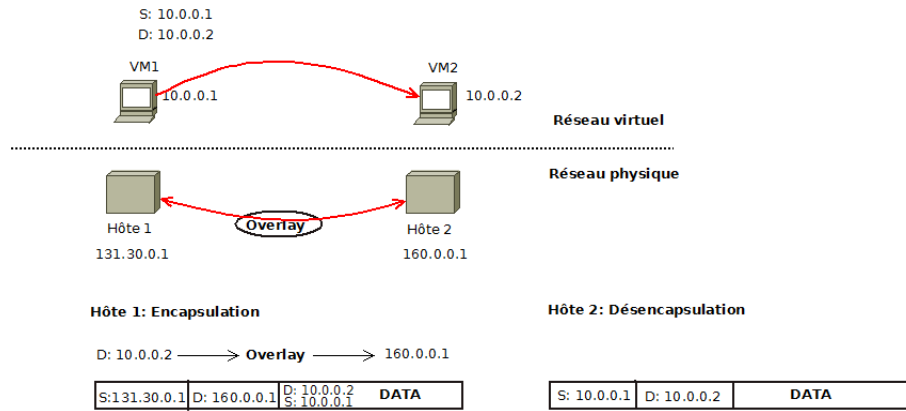 S: 10.0.0.1
D: 10.0.0.2
VM1
VM2
10.0.0.1
10.0.0.2
Réseau virtuel
Réseau physique
Hôte 1
Overlay
Hôte 2
131.30.0.1
160.0.0.1
Hôte 1: Encapsulation
Hôte 2: Désencapsulation
D: 10.0.0.2 Overlay 160.0.0.1
S:131.30.0.1 D: 160.0.0.1 D: 10.0.0.2 DATA
S: 10.0.0.1
S: 10.0.0.1 D: 10.0.0.2 DATA